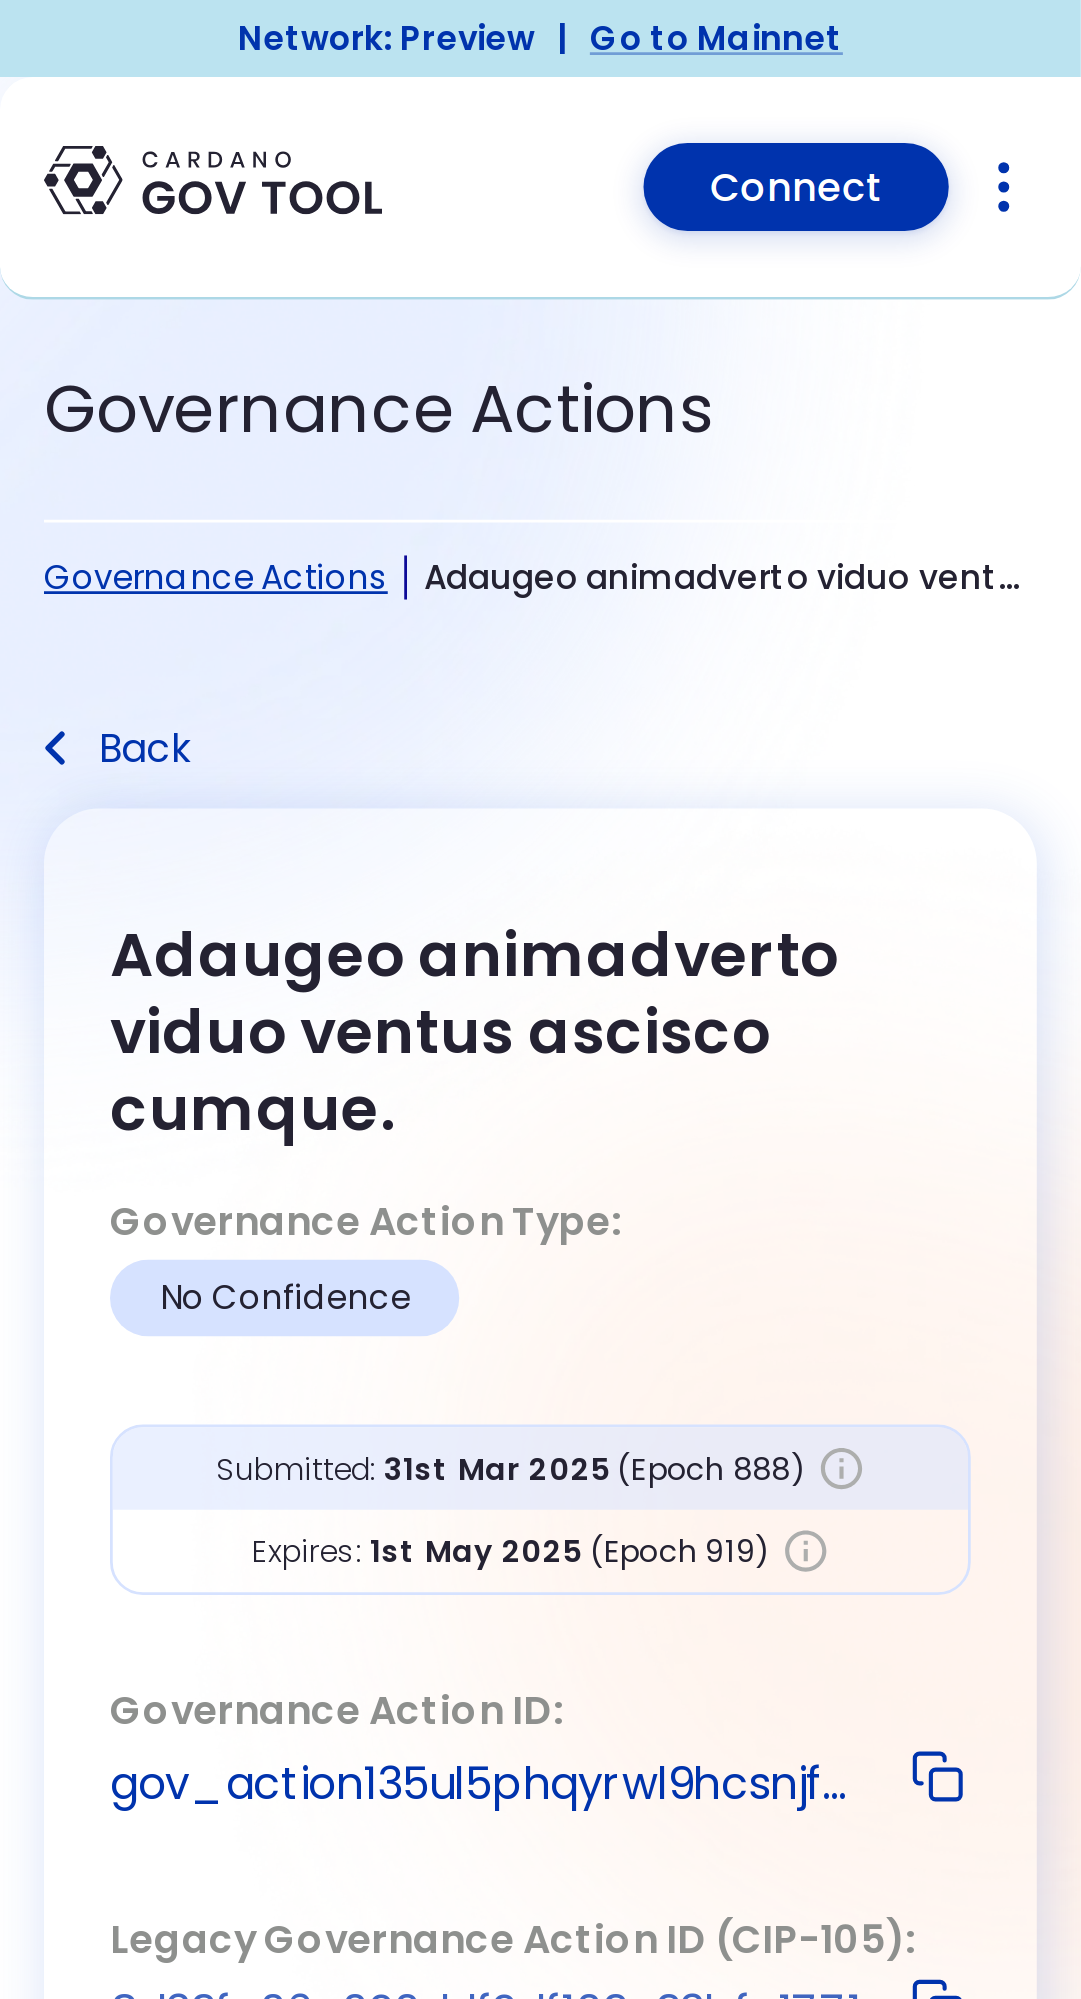 Network: Preview | Go to Mainnet
CARDANO
GOV TOOL
Connect
Governance Actions
Governance Actions | Adaugeo animadverto viduo vent...
Back
Adaugeo animadverto
viduo ventus ascisco
cumque.
Governance Action Type:
No Confidence
Submitted: 31st Mar 2025 (Epoch 888)
Expires: 1st May 2025 (Epoch 919)
Governance Action ID:
gov_action135ul5phqyrwl9hcsnjf...
Legacy Governance Action ID (CIP-105):